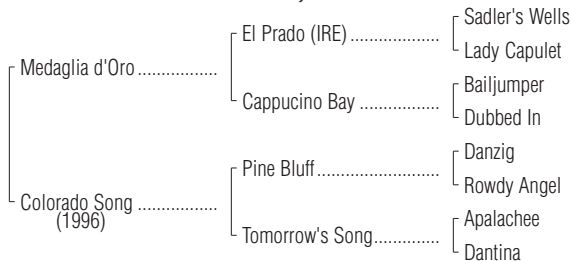 Sadler's Wells
El Prado (IRE) ..................
Lady Capulet
Medaglia d'Oro ................
Bailjumper
Cappucino Bay ................
Dubbed In
Danzig
Pine Bluff........................
Rowdy Angel
Colorado Song ................
(1996)
Apalachee
Tomorrow's Song.............
Dantina